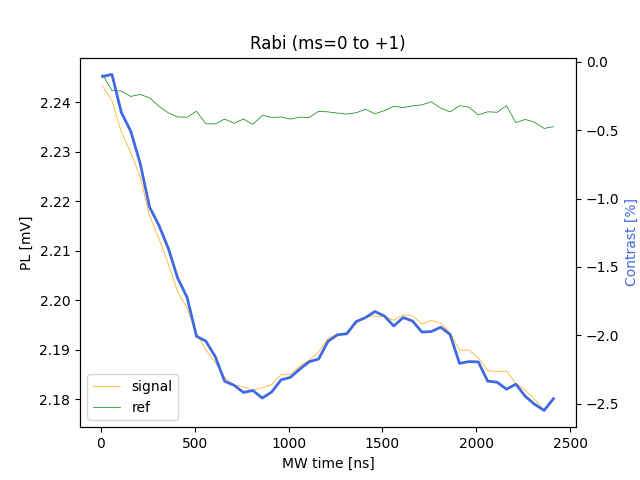 Rabi (ms=0 to +1)
PL [mV]
2.24
2.23
2.22
2.21
2.20
2.19
2.18
0.0
−0.5
−1.0
−1.5
−2.0
−2.5
Contrast [%]
signal
ref
0 500 1000 1500 2000 2500
MW time [ns]